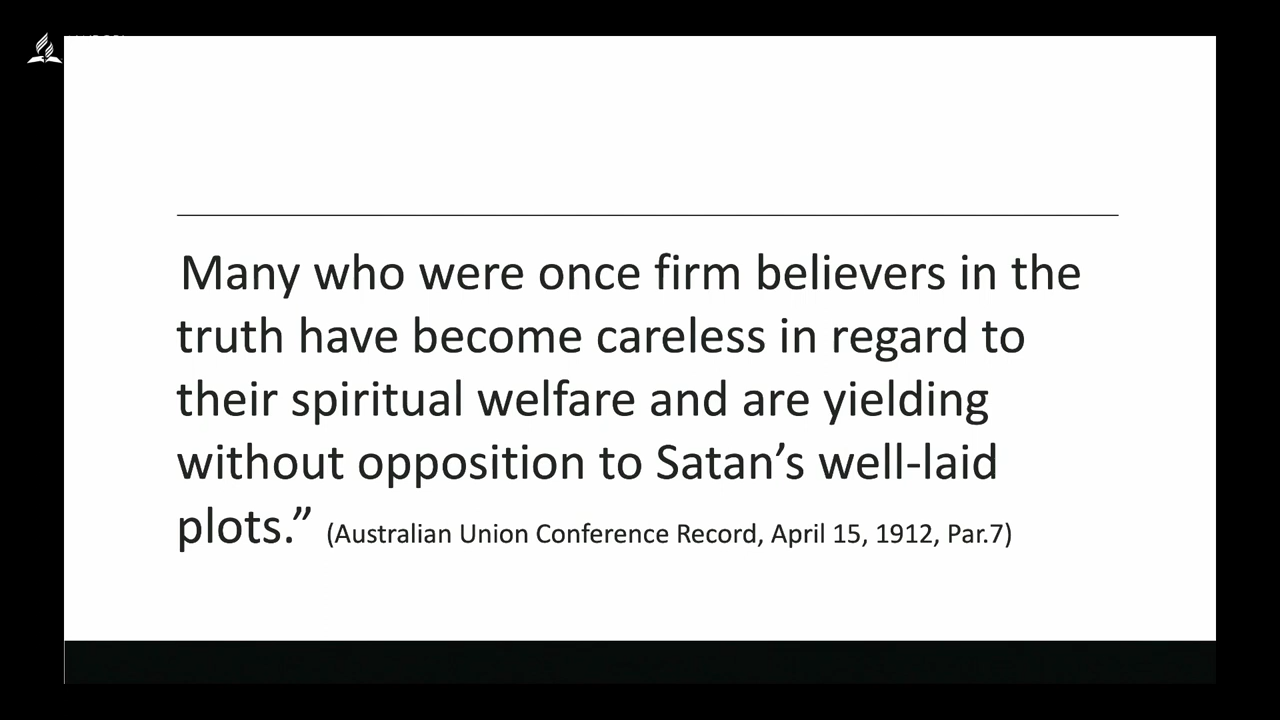 Many who were once firm believers in the
truth have become careless in regard to
their spiritual welfare and are yielding
without opposition to Satan’s well-laid
plots.” (Australian Union Conference Record, April 15, 1912, Par.7)